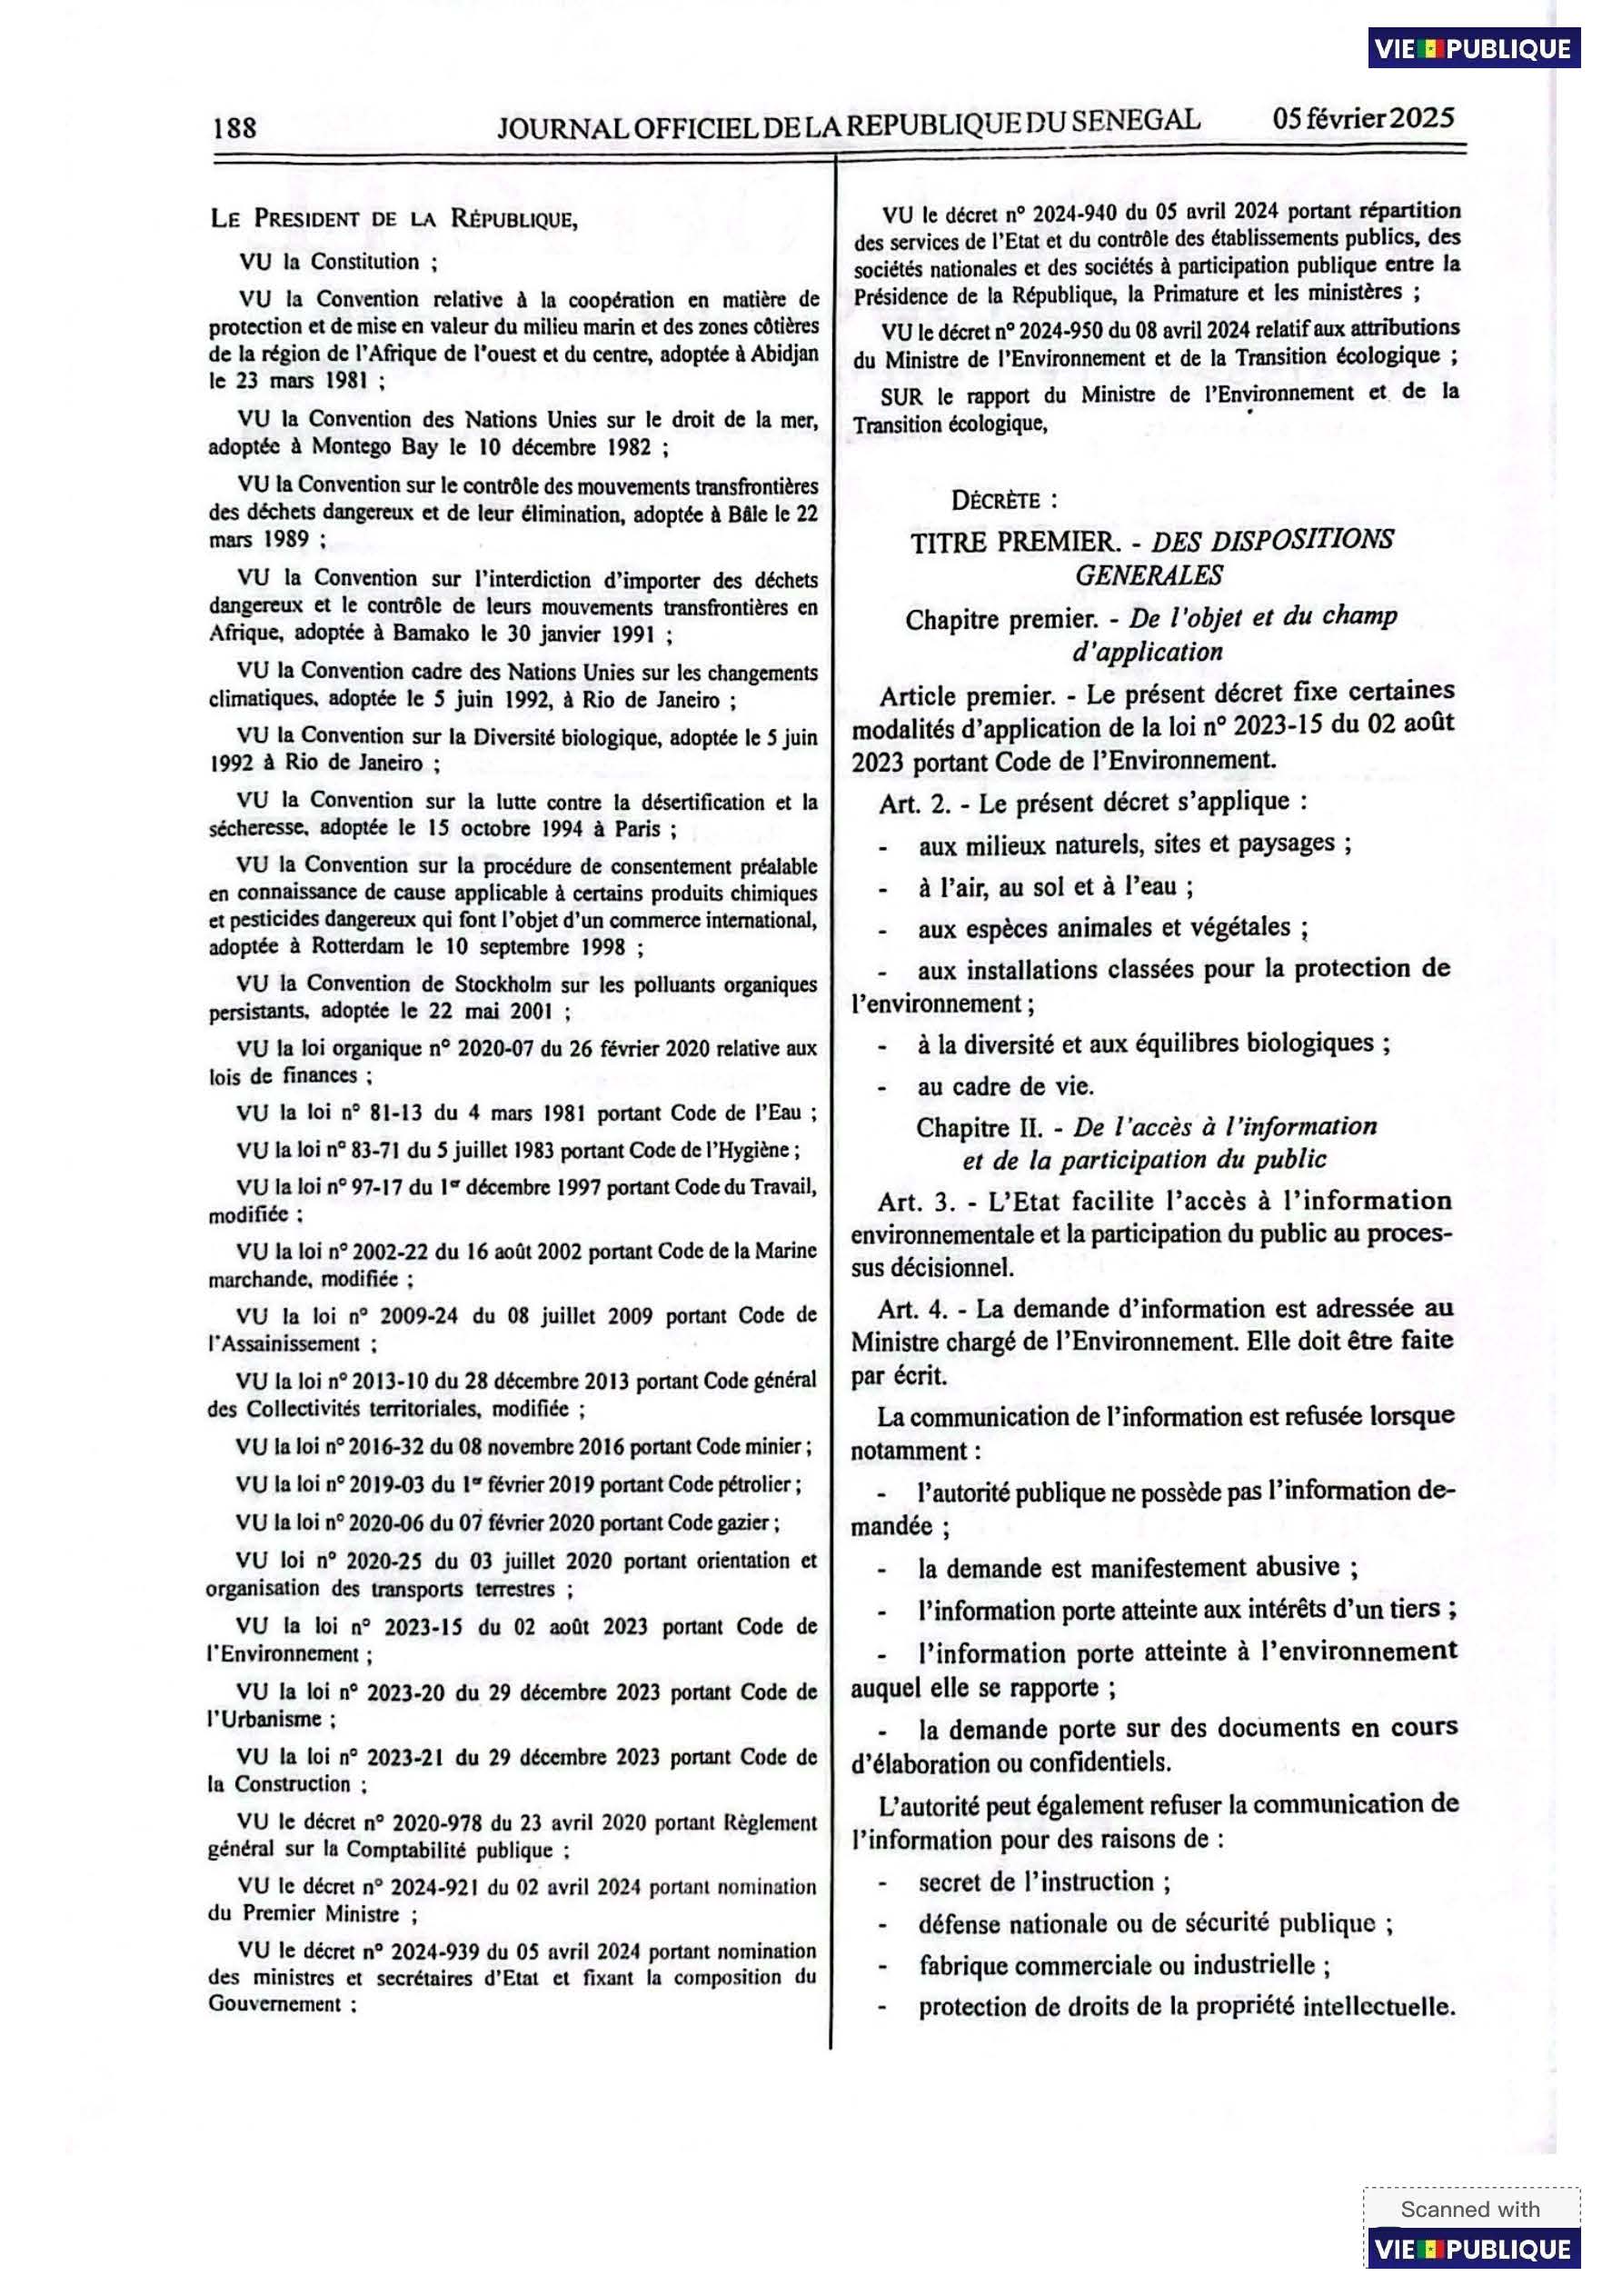 VIE PUBLIQUE
188
JOURNAL OFFICIEL DE LA REPUBLIQUE DU SENEGAL
05 février 2025
LE PRESIDENT DE LA RÉPUBLIQUE,
VU la Constitution ;
VU la Convention relative à la coopération en matière de
protection et de mise en valeur du milieu marin et des zones côtières
de la région de l'Afrique de l'ouest et du centre, adoptée à Abidjan
le 23 mars 1981 ;
VU la Convention des Nations Unies sur le droit de la mer,
adoptée à Montego Bay le 10 décembre 1982 ;
VU la Convention sur le contrôle des mouvements transfrontières
des déchets dangereux et de leur élimination, adoptée à Bâle le 22
mars 1989 ;
VU la Convention sur l'interdiction d'importer des déchets
dangereux et le contrôle de leurs mouvements transfrontières en
Afrique, adoptée à Bamako le 30 janvier 1991 ;
VU la Convention cadre des Nations Unies sur les changements
climatiques, adoptée le 5 juin 1992, à Rio de Janeiro ;
VU la Convention sur la Diversité biologique, adoptée le 5 juin
1992 à Rio de Janeiro ;
VU la Convention sur la lutte contre la désertification et la
sécheresse, adoptée le 15 octobre 1994 à Paris ;
VU la Convention sur la procédure de consentement préalable
en connaissance de cause applicable à certains produits chimiques
et pesticides dangereux qui font l'objet d'un commerce international,
adoptée à Rotterdam le 10 septembre 1998 ;
VU la Convention de Stockholm sur les polluants organiques
persistants, adoptée le 22 mai 2001 ;
VU la loi organique n° 2020-07 du 26 février 2020 relative aux
lois de finances ;
VU la loi n° 81-13 du 4 mars 1981 portant Code de l'Eau ;
VU la loi n° 83-71 du 5 juillet 1983 portant Code de l'Hygiène ;
VU la loi n° 97-17 du 1er décembre 1997 portant Code du Travail,
modifiée ;
VU la loi n° 2002-22 du 16 août 2002 portant Code de la Marine
marchande, modifiée ;
VU la loi n° 2009-24 du 08 juillet 2009 portant Code de
l'Assainissement ;
VU la loi n° 2013-10 du 28 décembre 2013 portant Code général
des Collectivités territoriales, modifiée ;
VU la loi n° 2016-32 du 08 novembre 2016 portant Code minier ;
VU la loi n° 2019-03 du 1er février 2019 portant Code pétrolier ;
VU la loi n° 2020-06 du 07 février 2020 portant Code gazier ;
VU loi n° 2020-25 du 03 juillet 2020 portant orientation et
organisation des transports terrestres ;
VU la loi n° 2023-15 du 02 août 2023 portant Code de
l'Environnement ;
VU la loi n° 2023-20 du 29 décembre 2023 portant Code de
l'Urbanisme ;
VU la loi n° 2023-21 du 29 décembre 2023 portant Code de
la Construction ;
VU le décret n° 2020-978 du 23 avril 2020 portant Règlement
général sur la Comptabilité publique ;
VU le décret n° 2024-921 du 02 avril 2024 portant nomination
du Premier Ministre ;
VU le décret n° 2024-939 du 05 avril 2024 portant nomination
des ministres et secrétaires d'Etat et fixant la composition du
Gouvernement ;
VU le décret n° 2024-940 du 05 avril 2024 portant répartition
des services de l'Etat et du contrôle des établissements publics, des
sociétés nationales et des sociétés à participation publique entre la
Présidence de la République, la Primature et les ministères ;
VU le décret n° 2024-950 du 08 avril 2024 relatif aux attributions
du Ministre de l'Environnement et de la Transition écologique ;
SUR le rapport du Ministre de l'Environnement et de la
Transition écologique,
DÉCRÈTE :
TITRE PREMIER. - DES DISPOSITIONS
GENERALES
Chapitre premier. - De l'objet et du champ
d'application
Article premier. - Le présent décret fixe certaines
modalités d'application de la loi n° 2023-15 du 02 août
2023 portant Code de l'Environnement.
Art. 2. - Le présent décret s'applique :
- aux milieux naturels, sites et paysages ;
- à l'air, au sol et à l'eau ;
- aux espèces animales et végétales ;
- aux installations classées pour la protection de
l'environnement ;
- à la diversité et aux équilibres biologiques ;
- au cadre de vie.
Chapitre II. - De l'accès à l'information
et de la participation du public
Art. 3. - L'Etat facilite l'accès à l'information
environnementale et la participation du public au proces-
sus décisionnel.
Art. 4. - La demande d'information est adressée au
Ministre chargé de l'Environnement. Elle doit être faite
par écrit.
La communication de l'information est refusée lorsque
notamment :
- l'autorité publique ne possède pas l'information de-
mandée ;
- la demande est manifestement abusive ;
- l'information porte atteinte aux intérêts d'un tiers ;
- l'information porte atteinte à l'environnement
auquel elle se rapporte ;
- la demande porte sur des documents en cours
d'élaboration ou confidentiels.
L'autorité peut également refuser la communication de
l'information pour des raisons de :
- secret de l'instruction ;
- défense nationale ou de sécurité publique ;
- fabrique commerciale ou industrielle ;
- protection de droits de la propriété intellectuelle.
Scanned with
VIE PUBLIQUE